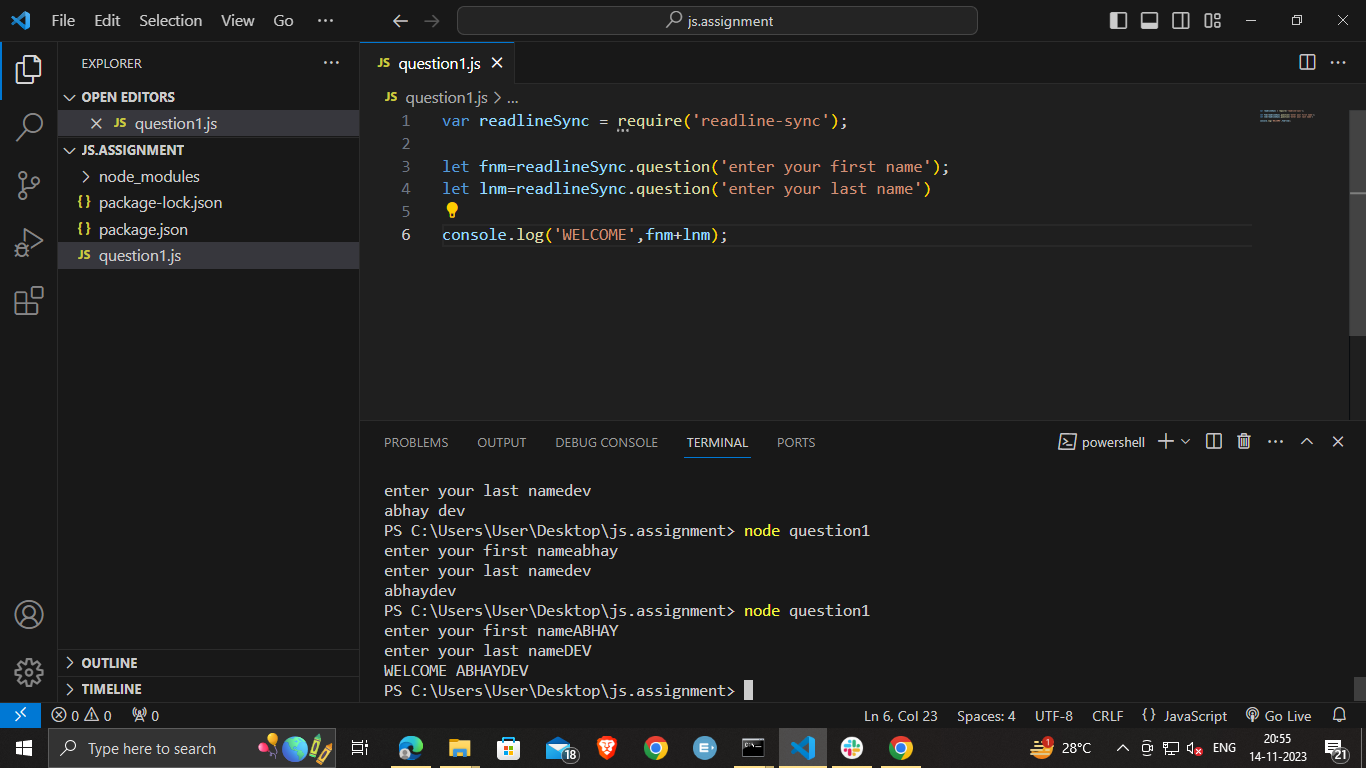 File Edit Selection View Go ···
js.assignment
EXPLORER ···
OPEN EDITORS
JS question1.js
JS.ASSIGNMENT
node_modules
{} package-lock.json
{} package.json
JS question1.js
OUTLINE
TIMELINE
JS question1.js
···
JS question1.js > ...
1 var readlineSync = require('readline-sync');
2
3 let fnm=readlineSync.question('enter your first name');
4 let lnm=readlineSync.question('enter your last name')
5
6 console.log('WELCOME',fnm+lnm);
PROBLEMS OUTPUT DEBUG CONSOLE TERMINAL PORTS
powershell
···
enter your last namedev
abhay dev
PS C:\Users\User\Desktop\js.assignment> node question1
enter your first nameabhay
enter your last namedev
abhaydev
PS C:\Users\User\Desktop\js.assignment> node question1
enter your first nameABHAY
enter your last nameDEV
WELCOME ABHAYDEV
PS C:\Users\User\Desktop\js.assignment>
0 0 0
Ln 6, Col 23 Spaces: 4 UTF-8 CRLF {} JavaScript Go Live
Type here to search
18
E
1
28°C
ENG
20:55
14-11-2023
21